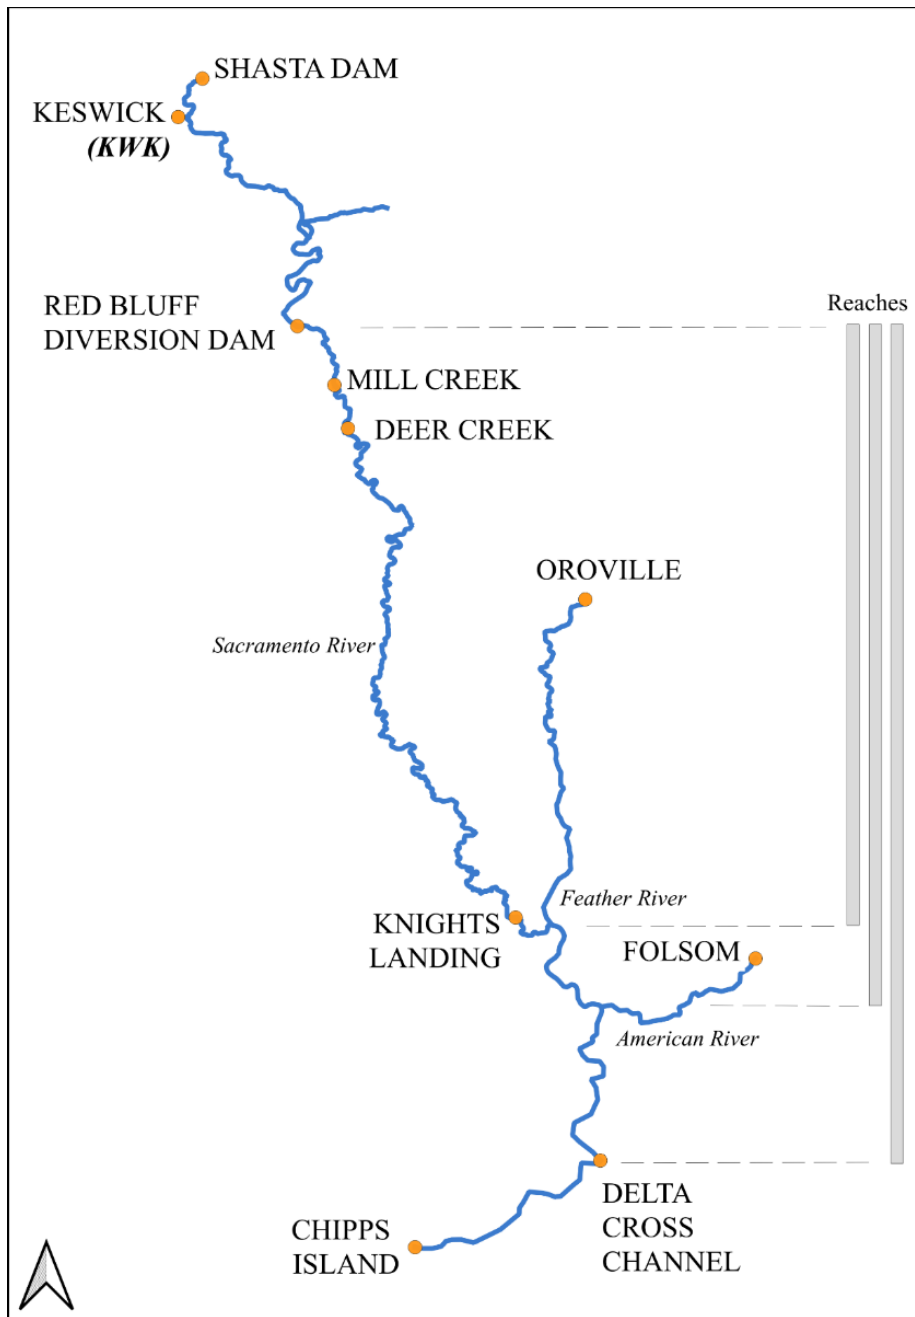 SHASTA DAM
KESWICK
(KWK)
RED BLUFF
DIVERSION DAM
Reaches
MILL CREEK
DEER CREEK
OROVILLE
Sacramento River
Feather River
KNIGHTS
LANDING
FOLSOM
American River
DELTA
CROSS
CHANNEL
CHIPPS
ISLAND